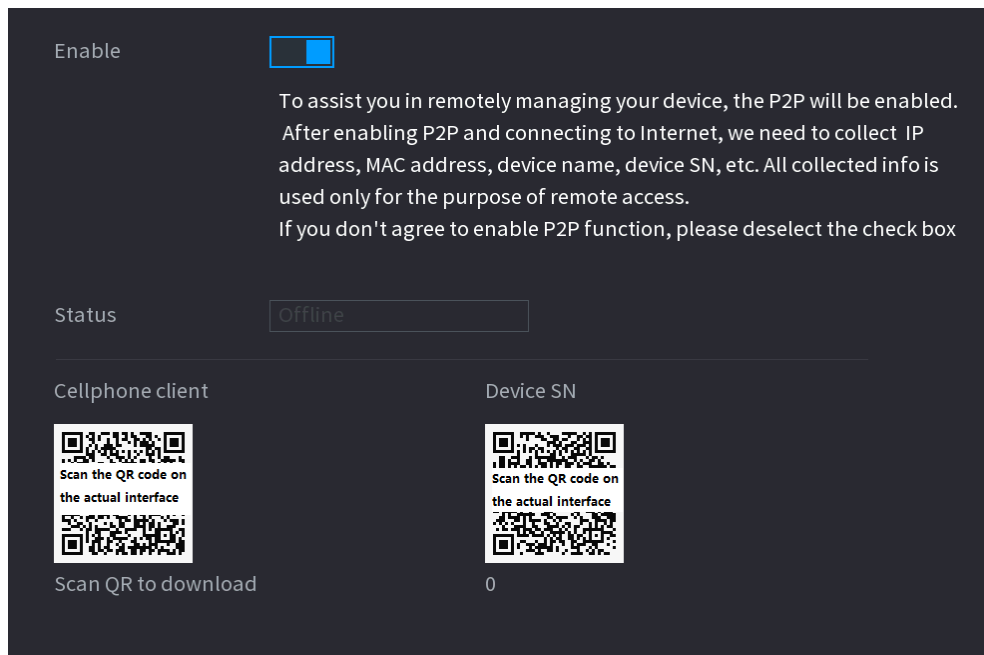 Enable
To assist you in remotely managing your device, the P2P will be enabled.
After enabling P2P and connecting to Internet, we need to collect IP
address, MAC address, device name, device SN, etc. All collected info is
used only for the purpose of remote access.
If you don't agree to enable P2P function, please deselect the check box
Status
Offline
Cellphone client
Device SN
Scan the QR code on
the actual interface
Scan the QR code on
the actual interface
Scan QR to download
0